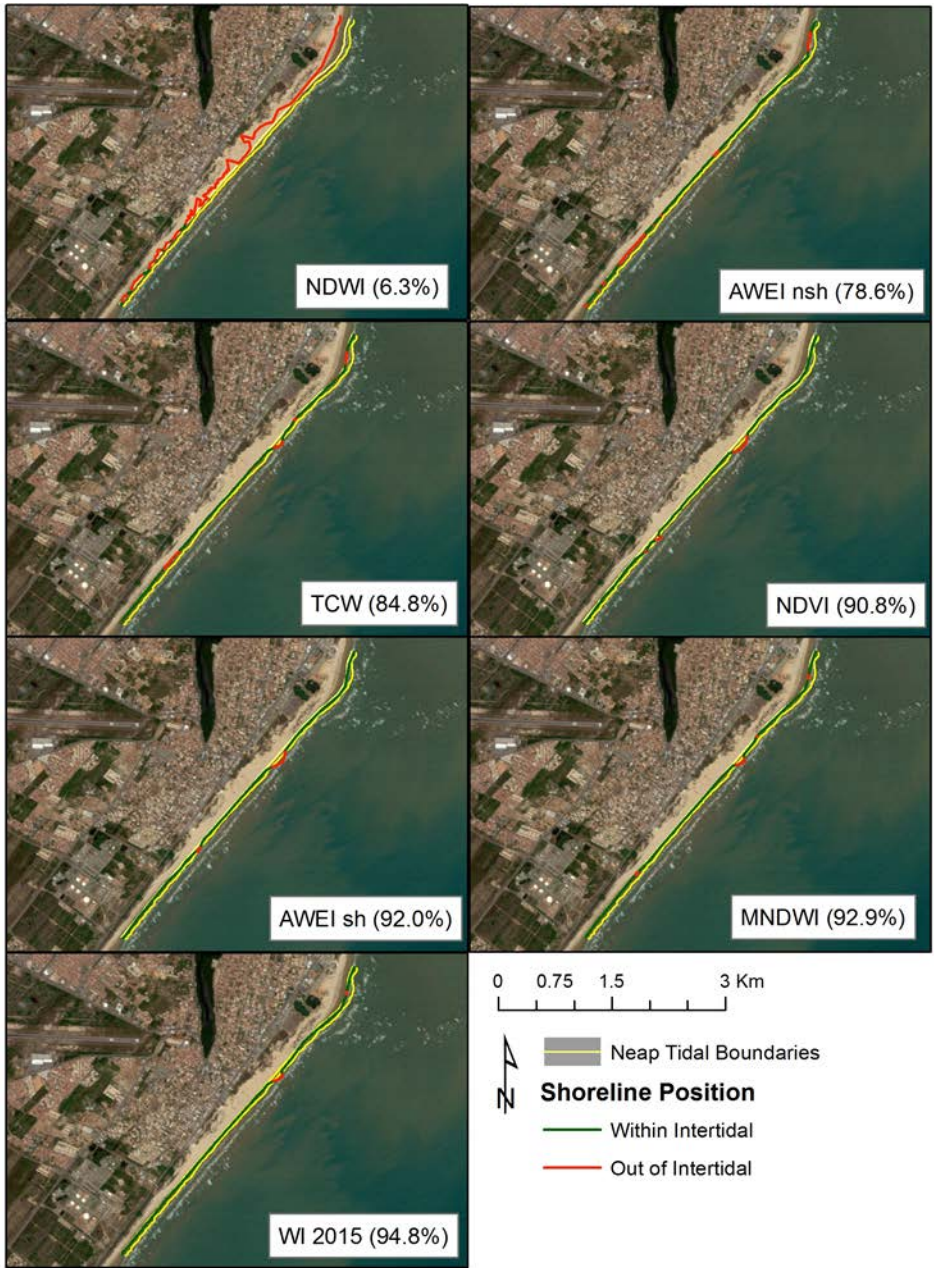 NDWI (6.3%)
AWEI nsh (78.6%)
TCW (84.8%)
NDVI (90.8%)
AWEI sh (92.0%)
MNDWI (92.9%)
WI 2015 (94.8%)
0 0.75 1.5 3 Km
Neap Tidal Boundaries
N
Shoreline Position
Within Intertidal
Out of Intertidal